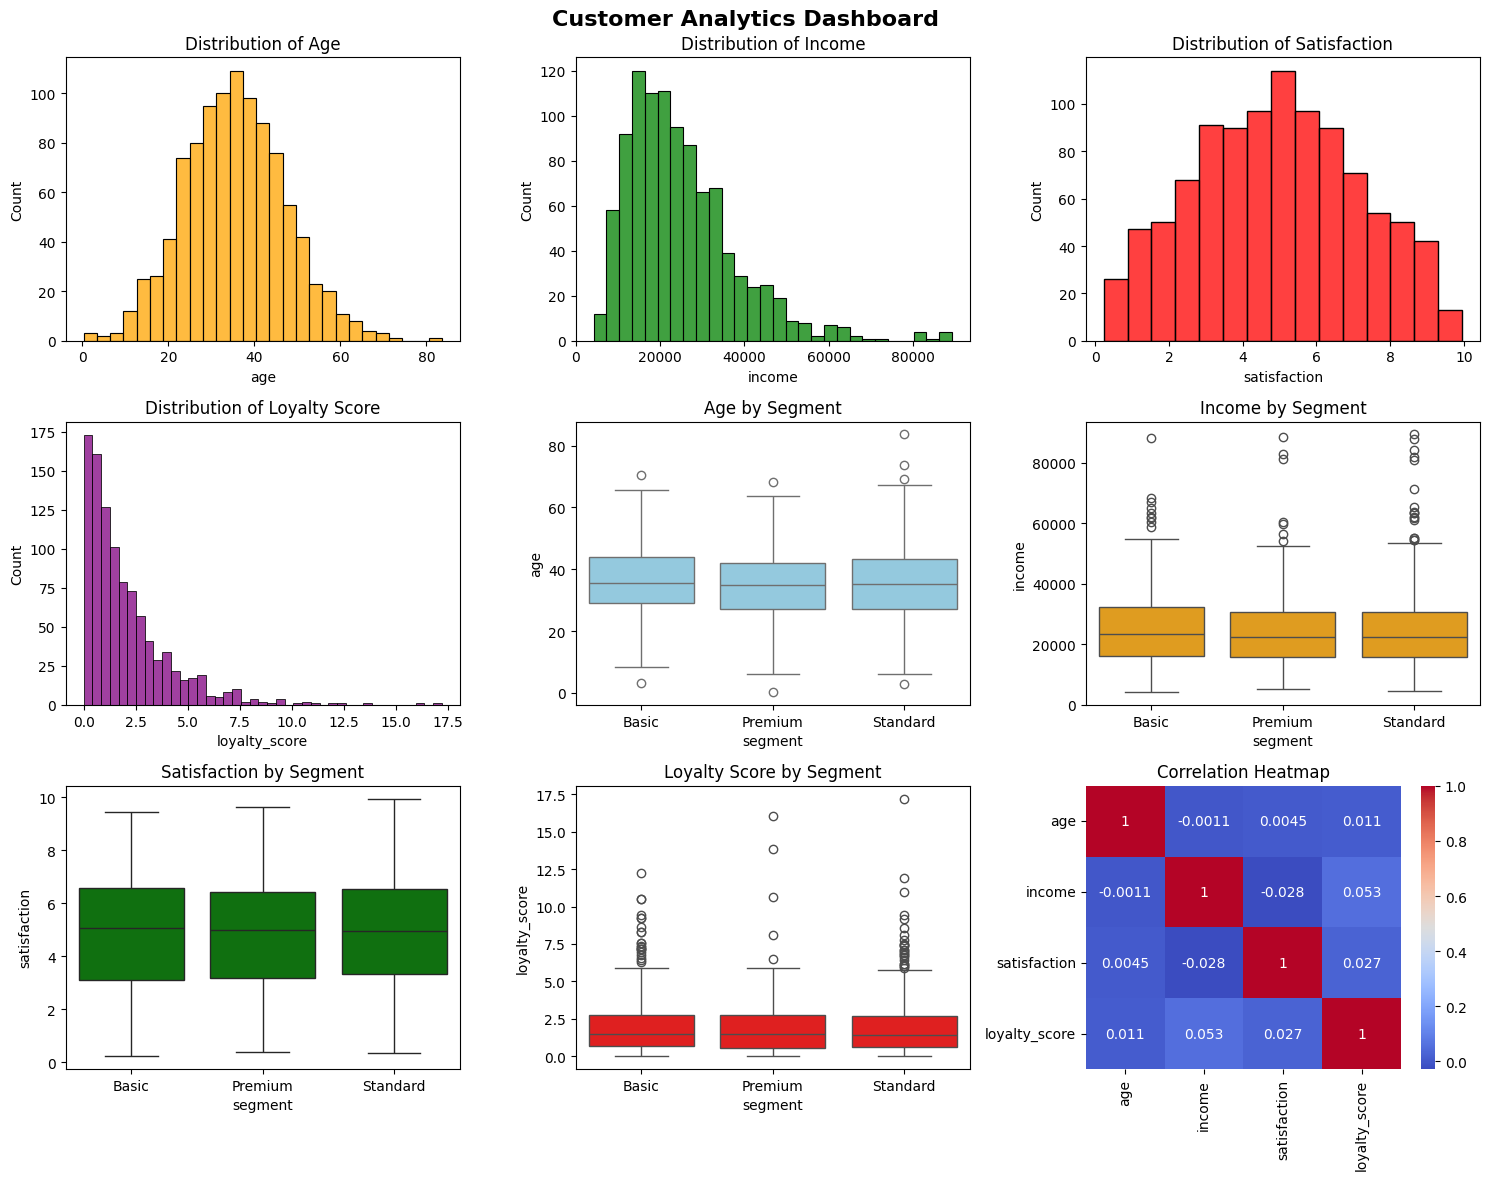 Customer Analytics Dashboard
Distribution of Age
Count
100
80
60
40
20
0
0 20 40 60 80
age
Distribution of Income
Count
120
100
80
60
40
20
0
0 20000 40000 60000 80000
income
Distribution of Satisfaction
Count
100
80
60
40
20
0
0 2 4 6 8 10
satisfaction
Distribution of Loyalty Score
Count
175
150
125
100
75
50
25
0
0.0 2.5 5.0 7.5 10.0 12.5 15.0 17.5
loyalty_score
Age by Segment
age
80
60
40
20
0
Basic Premium Standard
segment
Income by Segment
income
80000
60000
40000
20000
0
Basic Premium Standard
segment
Satisfaction by Segment
satisfaction
10
8
6
4
2
0
Basic Premium Standard
segment
Loyalty Score by Segment
loyalty_score
17.5
15.0
12.5
10.0
7.5
5.0
2.5
0.0
Basic Premium Standard
segment
Correlation Heatmap
age 1 -0.0011 0.0045 0.011
income -0.0011 1 -0.028 0.053
satisfaction 0.0045 -0.028 1 0.027
loyalty_score 0.011 0.053 0.027 1
age income satisfaction loyalty_score
1.0
0.8
0.6
0.4
0.2
0.0